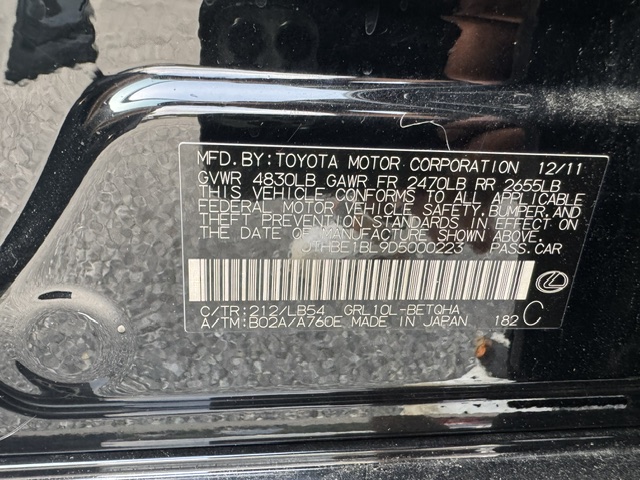 MFD.BY:TOYOTA MOTOR CORPORATION 12/11
GVWR 4830LB GAWR FR 2470LB RR 2655LB
THIS VEHICLE CONFORMS TO ALL APPLICABLE
FEDERAL MOTOR VEHICLE SAFETY,BUMPER,AND
THEFT PREVENTION STANDARDS IN EFFECT ON
THE DATE OF MANUFACTURE SHOWN ABOVE.
PASS.CAR
C/TR:212/LB54 GRL10L-BETQHA
A/TM:B02A/A760E MADE IN JAPAN 182 C